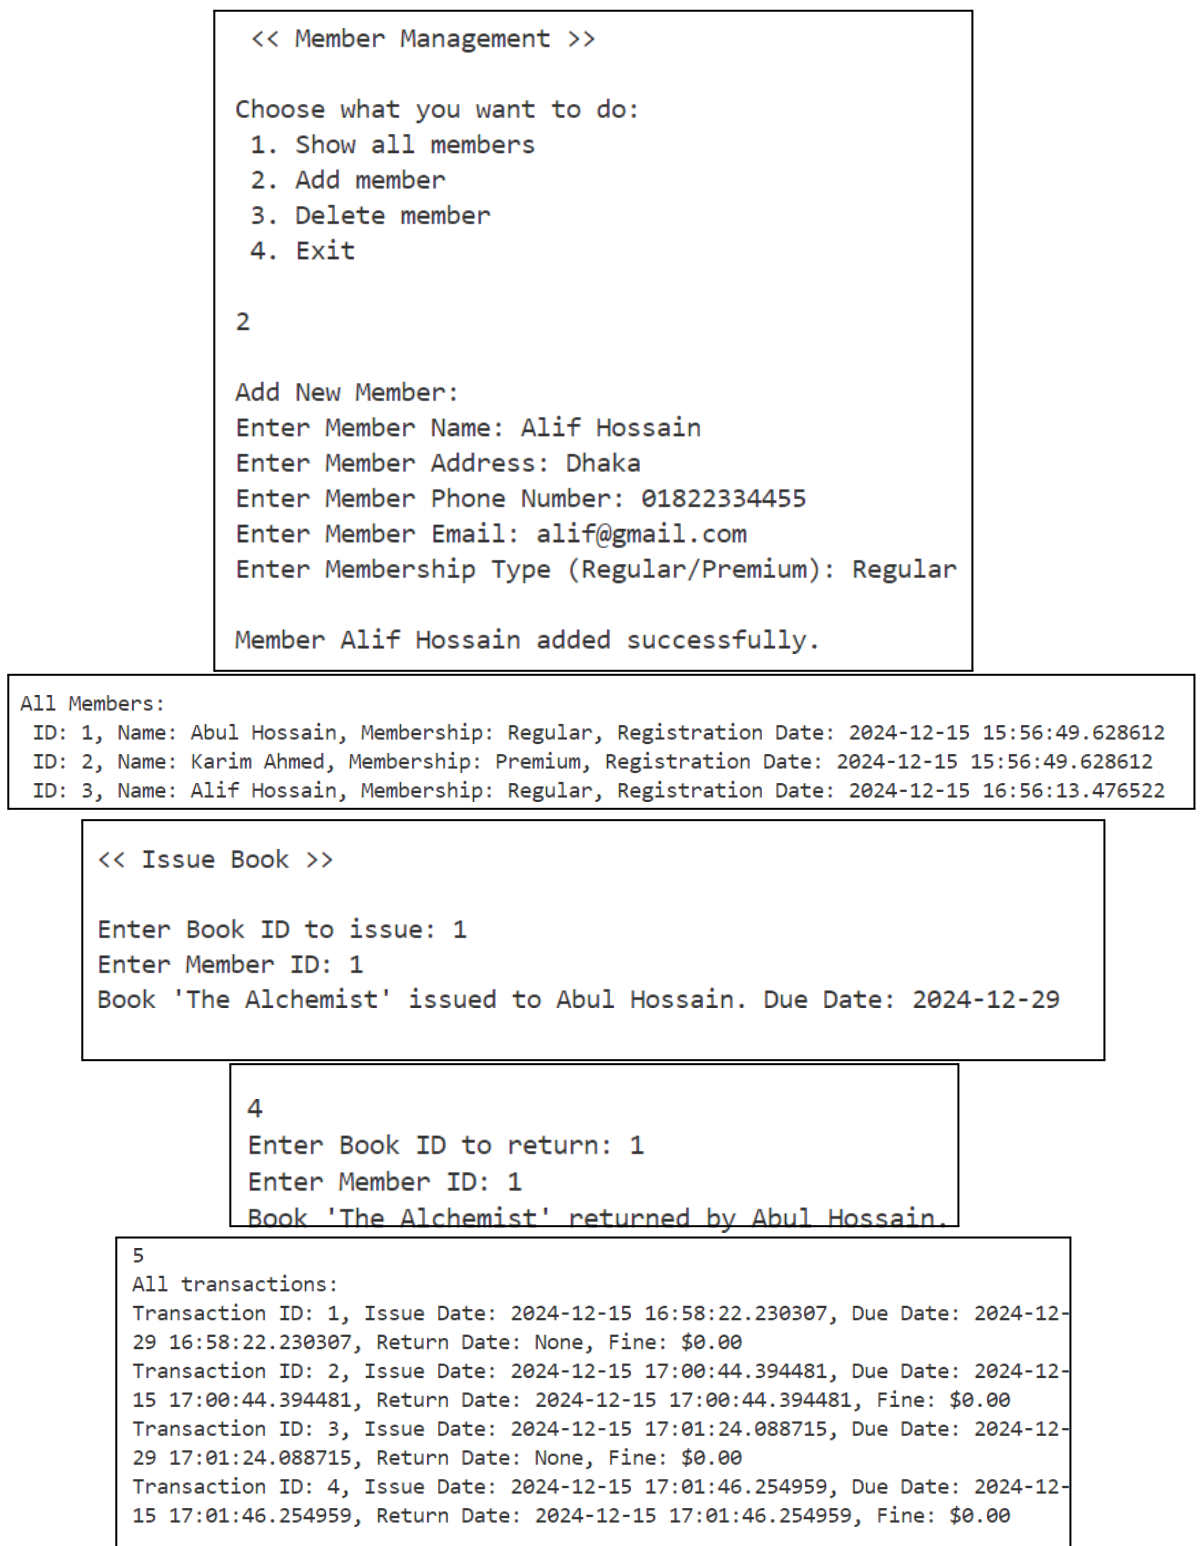 << Member Management >>
Choose what you want to do:
1. Show all members
2. Add member
3. Delete member
4. Exit
2
Add New Member:
Enter Member Name: Alif Hossain
Enter Member Address: Dhaka
Enter Member Phone Number: 01822334455
Enter Member Email: alif@gmail.com
Enter Membership Type (Regular/Premium): Regular
Member Alif Hossain added successfully.
All Members:
ID: 1, Name: Abul Hossain, Membership: Regular, Registration Date: 2024-12-15 15:56:49.628612
ID: 2, Name: Karim Ahmed, Membership: Premium, Registration Date: 2024-12-15 15:56:49.628612
ID: 3, Name: Alif Hossain, Membership: Regular, Registration Date: 2024-12-15 16:56:13.476522
<< Issue Book >>
Enter Book ID to issue: 1
Enter Member ID: 1
Book 'The Alchemist' issued to Abul Hossain. Due Date: 2024-12-29
4
Enter Book ID to return: 1
Enter Member ID: 1
Book 'The Alchemist' returned by Abul Hossain.
5
All transactions:
Transaction ID: 1, Issue Date: 2024-12-15 16:58:22.230307, Due Date: 2024-12-
29 16:58:22.230307, Return Date: None, Fine: $0.00
Transaction ID: 2, Issue Date: 2024-12-15 17:00:44.394481, Due Date: 2024-12-
15 17:00:44.394481, Return Date: 2024-12-15 17:00:44.394481, Fine: $0.00
Transaction ID: 3, Issue Date: 2024-12-15 17:01:24.088715, Due Date: 2024-12-
29 17:01:24.088715, Return Date: None, Fine: $0.00
Transaction ID: 4, Issue Date: 2024-12-15 17:01:46.254959, Due Date: 2024-12-
15 17:01:46.254959, Return Date: 2024-12-15 17:01:46.254959, Fine: $0.00